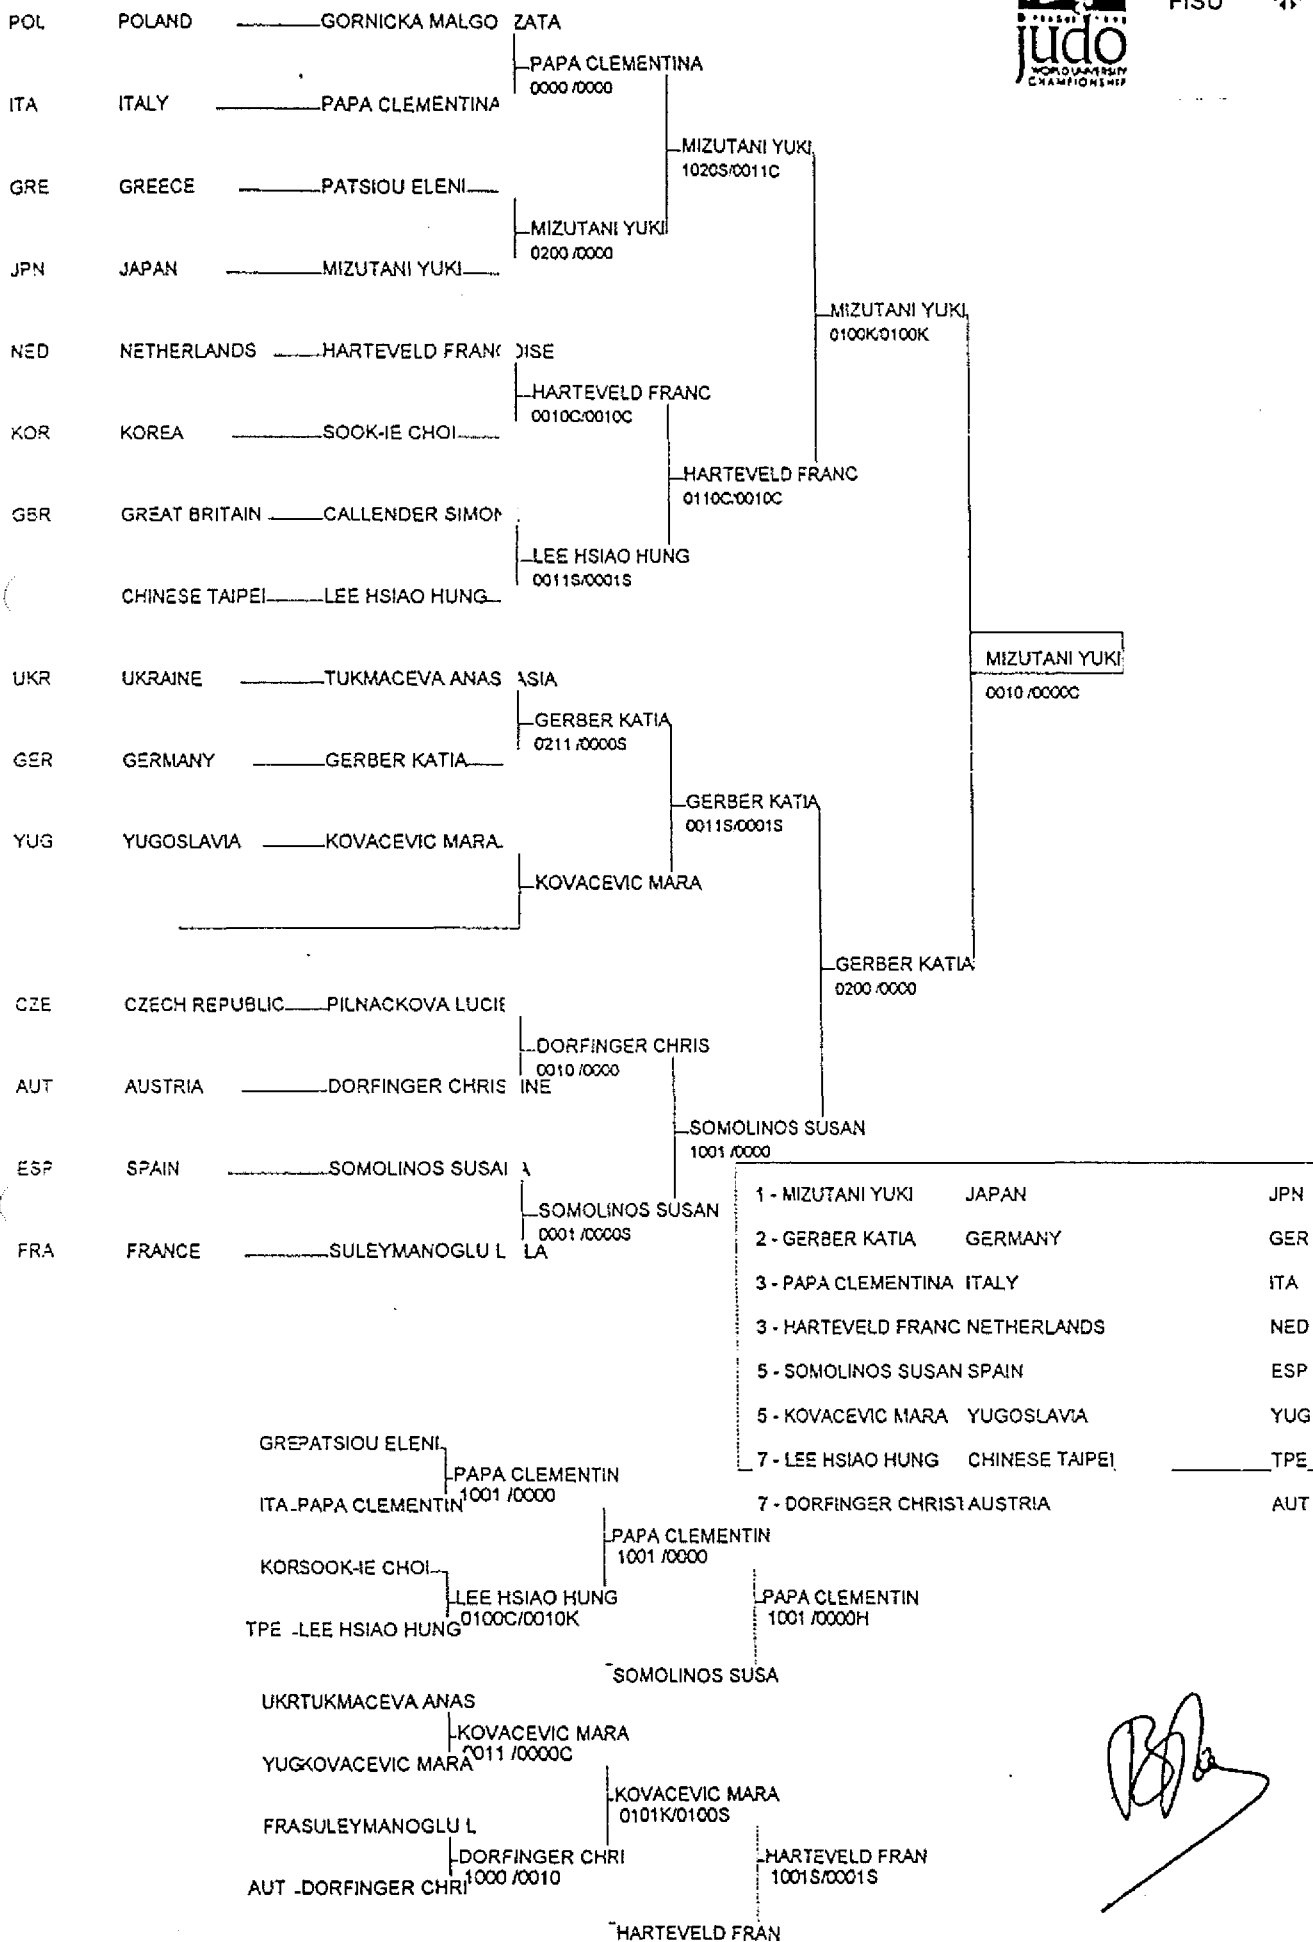 FISU
judo
WORLD UNIVERSITY
CHAMPIONSHIP
POL POLAND GORNICKA MALGO ZATA
PAPA CLEMENTINA
0000 /0000
ITA ITALY PAPA CLEMENTINA
MIZUTANI YUKI
1020S/0011C
GRE GREECE PATSIOU ELENI
MIZUTANI YUKI
0200 /0000
JPN JAPAN MIZUTANI YUKI
MIZUTANI YUKI
0100K/0100K
NED NETHERLANDS HARTEVELD FRANC OISE
HARTEVELD FRANC
0010C/0010C
KOR KOREA SOOK-IE CHOI
HARTEVELD FRANC
0110C/0010C
GBR GREAT BRITAIN CALLENDER SIMON
LEE HSIAO HUNG
0011S/0001S
CHINESE TAIPEI LEE HSIAO HUNG
MIZUTANI YUKI
0010 /0000C
UKR UKRAINE TUKMACEVA ANAS ASIA
GERBER KATIA
0211 /0000S
GER GERMANY GERBER KATIA
GERBER KATIA
0011S/0001S
YUG YUGOSLAVIA KOVACEVIC MARA
KOVACEVIC MARA
GERBER KATIA
0200 /0000
CZE CZECH REPUBLIC PILNACKOVA LUCIE
DORFINGER CHRIS
0010 /0000
AUT AUSTRIA DORFINGER CHRIS INE
SOMOLINOS SUSAN
1001 /0000
ESP SPAIN SOMOLINOS SUSAI A
SOMOLINOS SUSAN
0001 /0000S
FRA FRANCE SULEYMANOGLU L LA
1 - MIZUTANI YUKI JAPAN JPN
2 - GERBER KATIA GERMANY GER
3 - PAPA CLEMENTINA ITALY ITA
3 - HARTEVELD FRANC NETHERLANDS NED
5 - SOMOLINOS SUSAN SPAIN ESP
5 - KOVACEVIC MARA YUGOSLAVIA YUG
7 - LEE HSIAO HUNG CHINESE TAIPEI TPE
7 - DORFINGER CHRIST AUSTRIA AUT
GREPATSIOU ELENI
PAPA CLEMENTIN
1001 /0000
ITA PAPA CLEMENTIN
PAPA CLEMENTIN
1001 /0000
KORSOOK-IE CHOI
LEE HSIAO HUNG
0100C/0010K
TPE LEE HSIAO HUNG
PAPA CLEMENTIN
1001 /0000H
SOMOLINOS SUSA
UKRTUKMACEVA ANAS
KOVACEVIC MARA
0011 /0000C
YUGKOVACEVIC MARA
KOVACEVIC MARA
0101K/0100S
FRASULEYMANOGLU L
DORFINGER CHRI
1000 /0010
AUT DORFINGER CHRI
HARTEVELD FRAN
1001S/0001S
HARTEVELD FRAN